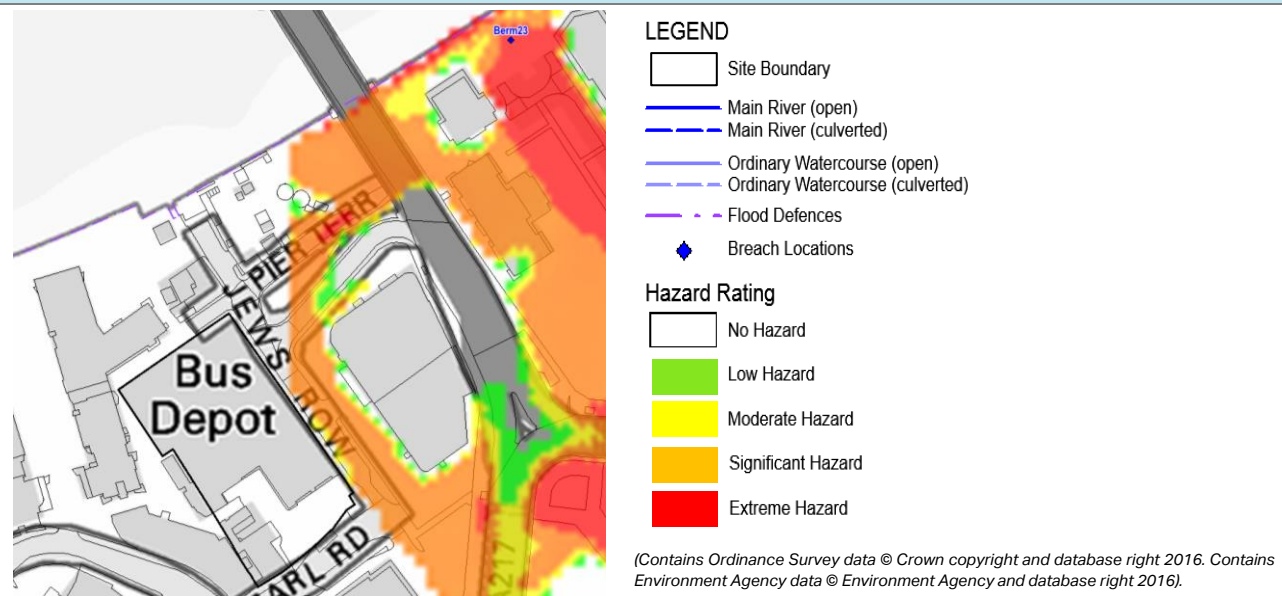 Berm23
PIER TERR
JEWS ROW
Bus
Depot
ARL RD
A217
LEGEND
Site Boundary
Main River (open)
Main River (culverted)
Ordinary Watercourse (open)
Ordinary Watercourse (culverted)
Flood Defences
Breach Locations
Hazard Rating
No Hazard
Low Hazard
Moderate Hazard
Significant Hazard
Extreme Hazard
(Contains Ordinance Survey data © Crown copyright and database right 2016. Contains
Environment Agency data © Environment Agency and database right 2016).